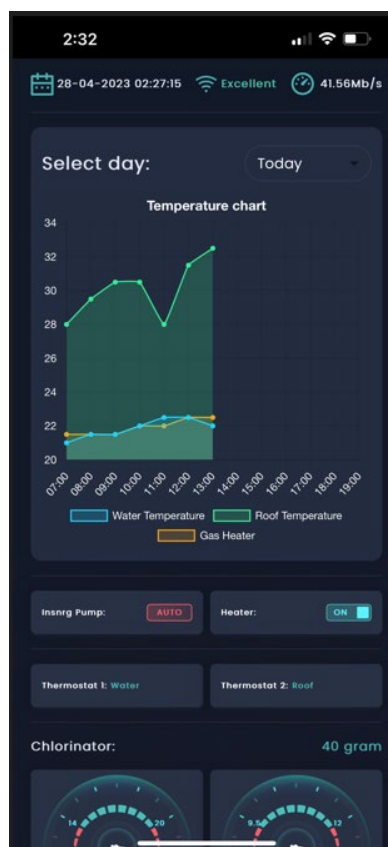 2:32
28-04-2023 02:27:15 Excellent 41.56Mb/s
Select day: Today
Temperature chart
34
32
30
28
26
24
22
20
07:00 08:00 09:00 10:00 11:00 12:00 13:00 14:00 15:00 16:00 17:00 18:00 19:00
Water Temperature Roof Temperature
Gas Heater
Insnrg Pump: AUTO Heater: ON
Thermostat 1: Water Thermostat 2: Roof
Chlorinator: 40 gram
14 20 9.5 12